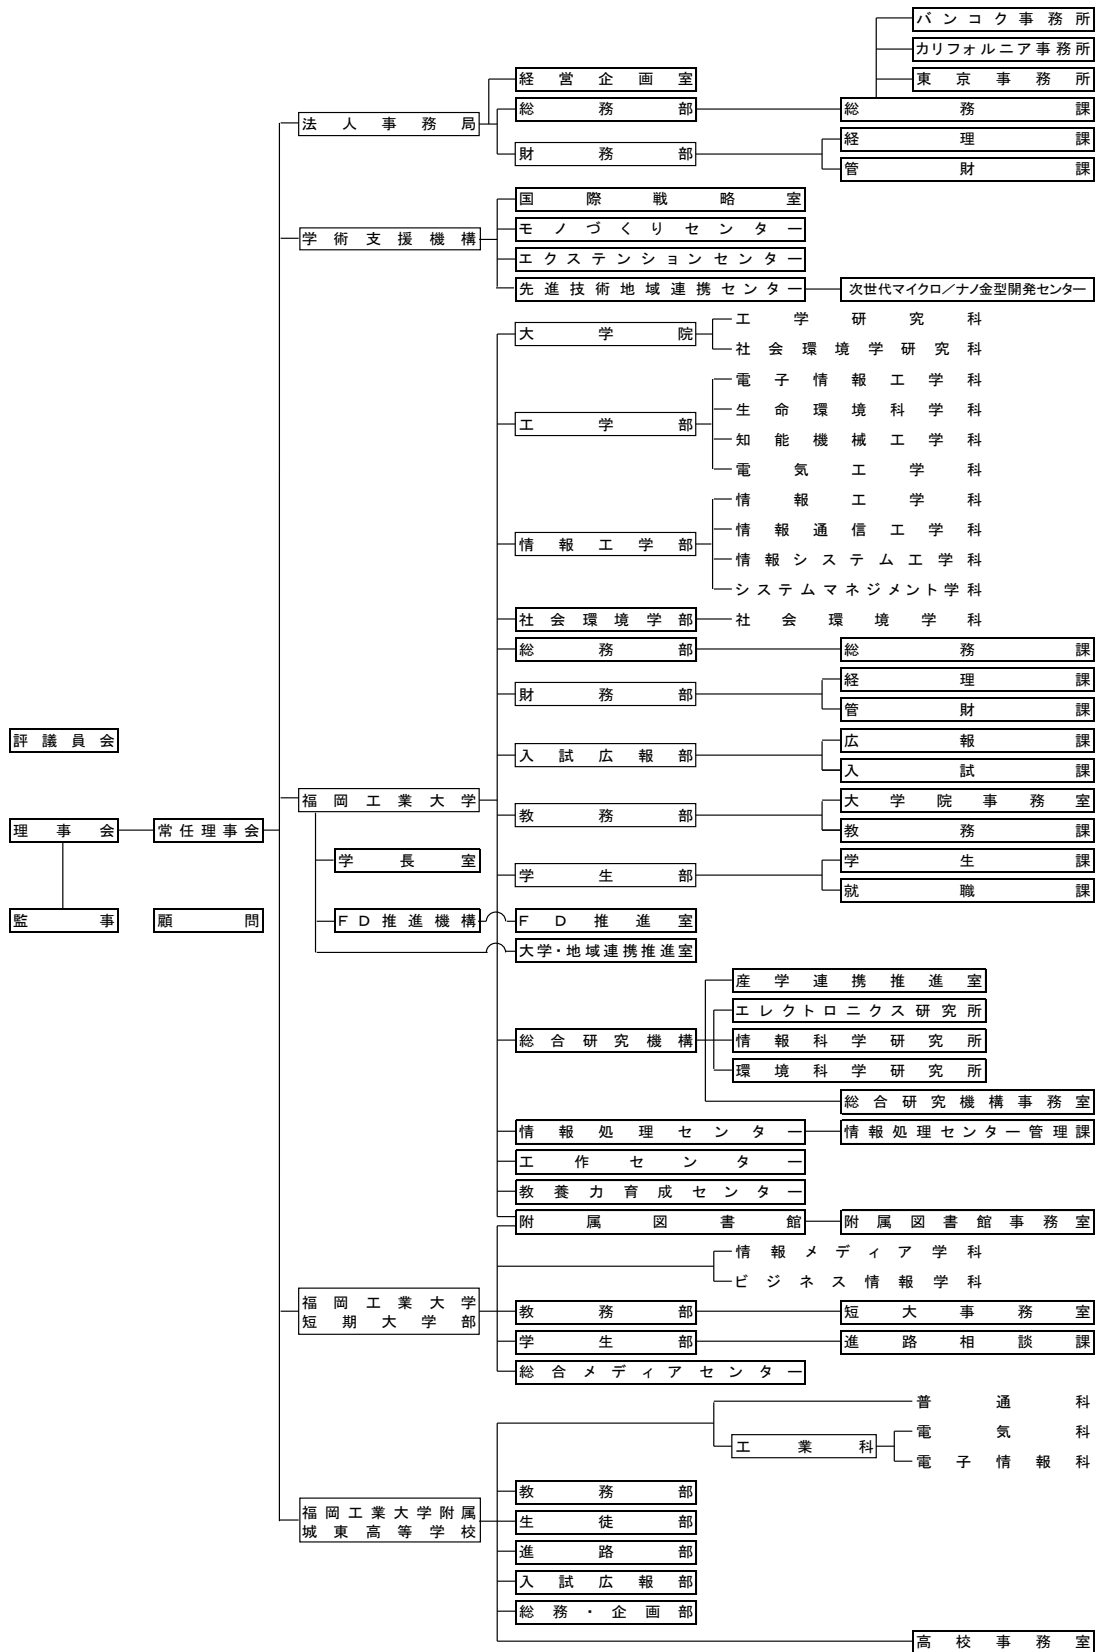 バンコク事務所
カリフォルニア事務所
経営企画室
東京事務所
総務部
総務課
法人事務局
経理課
財務部
管財課
国際戦略室
モノづくりセンター
学術支援機構
エクステンションセンター
先進技術地域連携センター
次世代マイクロ／ナノ金型開発センター
工学研究科
大学院
社会環境学研究科
電子情報工学科
生命環境科学科
工学部
知能機械工学科
電気工学科
情報工学科
情報通信工学科
情報工学部
情報システム工学科
システムマネジメント学科
社会環境学部
社会環境学科
総務部
総務課
経理課
財務部
管財課
評議員会
広報課
入試広報部
入試課
福岡工業大学
大学院事務室
教務部
理事会
常任理事会
教務課
学長室
学生課
学生部
就職課
監事
顧問
ＦＤ推進機構
ＦＤ推進室
大学・地域連携推進室
産学連携推進室
エレクトロニクス研究所
総合研究機構
情報科学研究所
環境科学研究所
総合研究機構事務室
情報処理センター
情報処理センター管理課
工作センター
教養力育成センター
附属図書館
附属図書館事務室
情報メディア学科
ビジネス情報学科
福岡工業大学
短期大学部
教務部
短大事務室
学生部
進路相談課
総合メディアセンター
普通科
電気科
工業科
電子情報科
教務部
福岡工業大学附属
城東高等学校
生徒部
進路部
入試広報部
総務・企画部
高校事務室